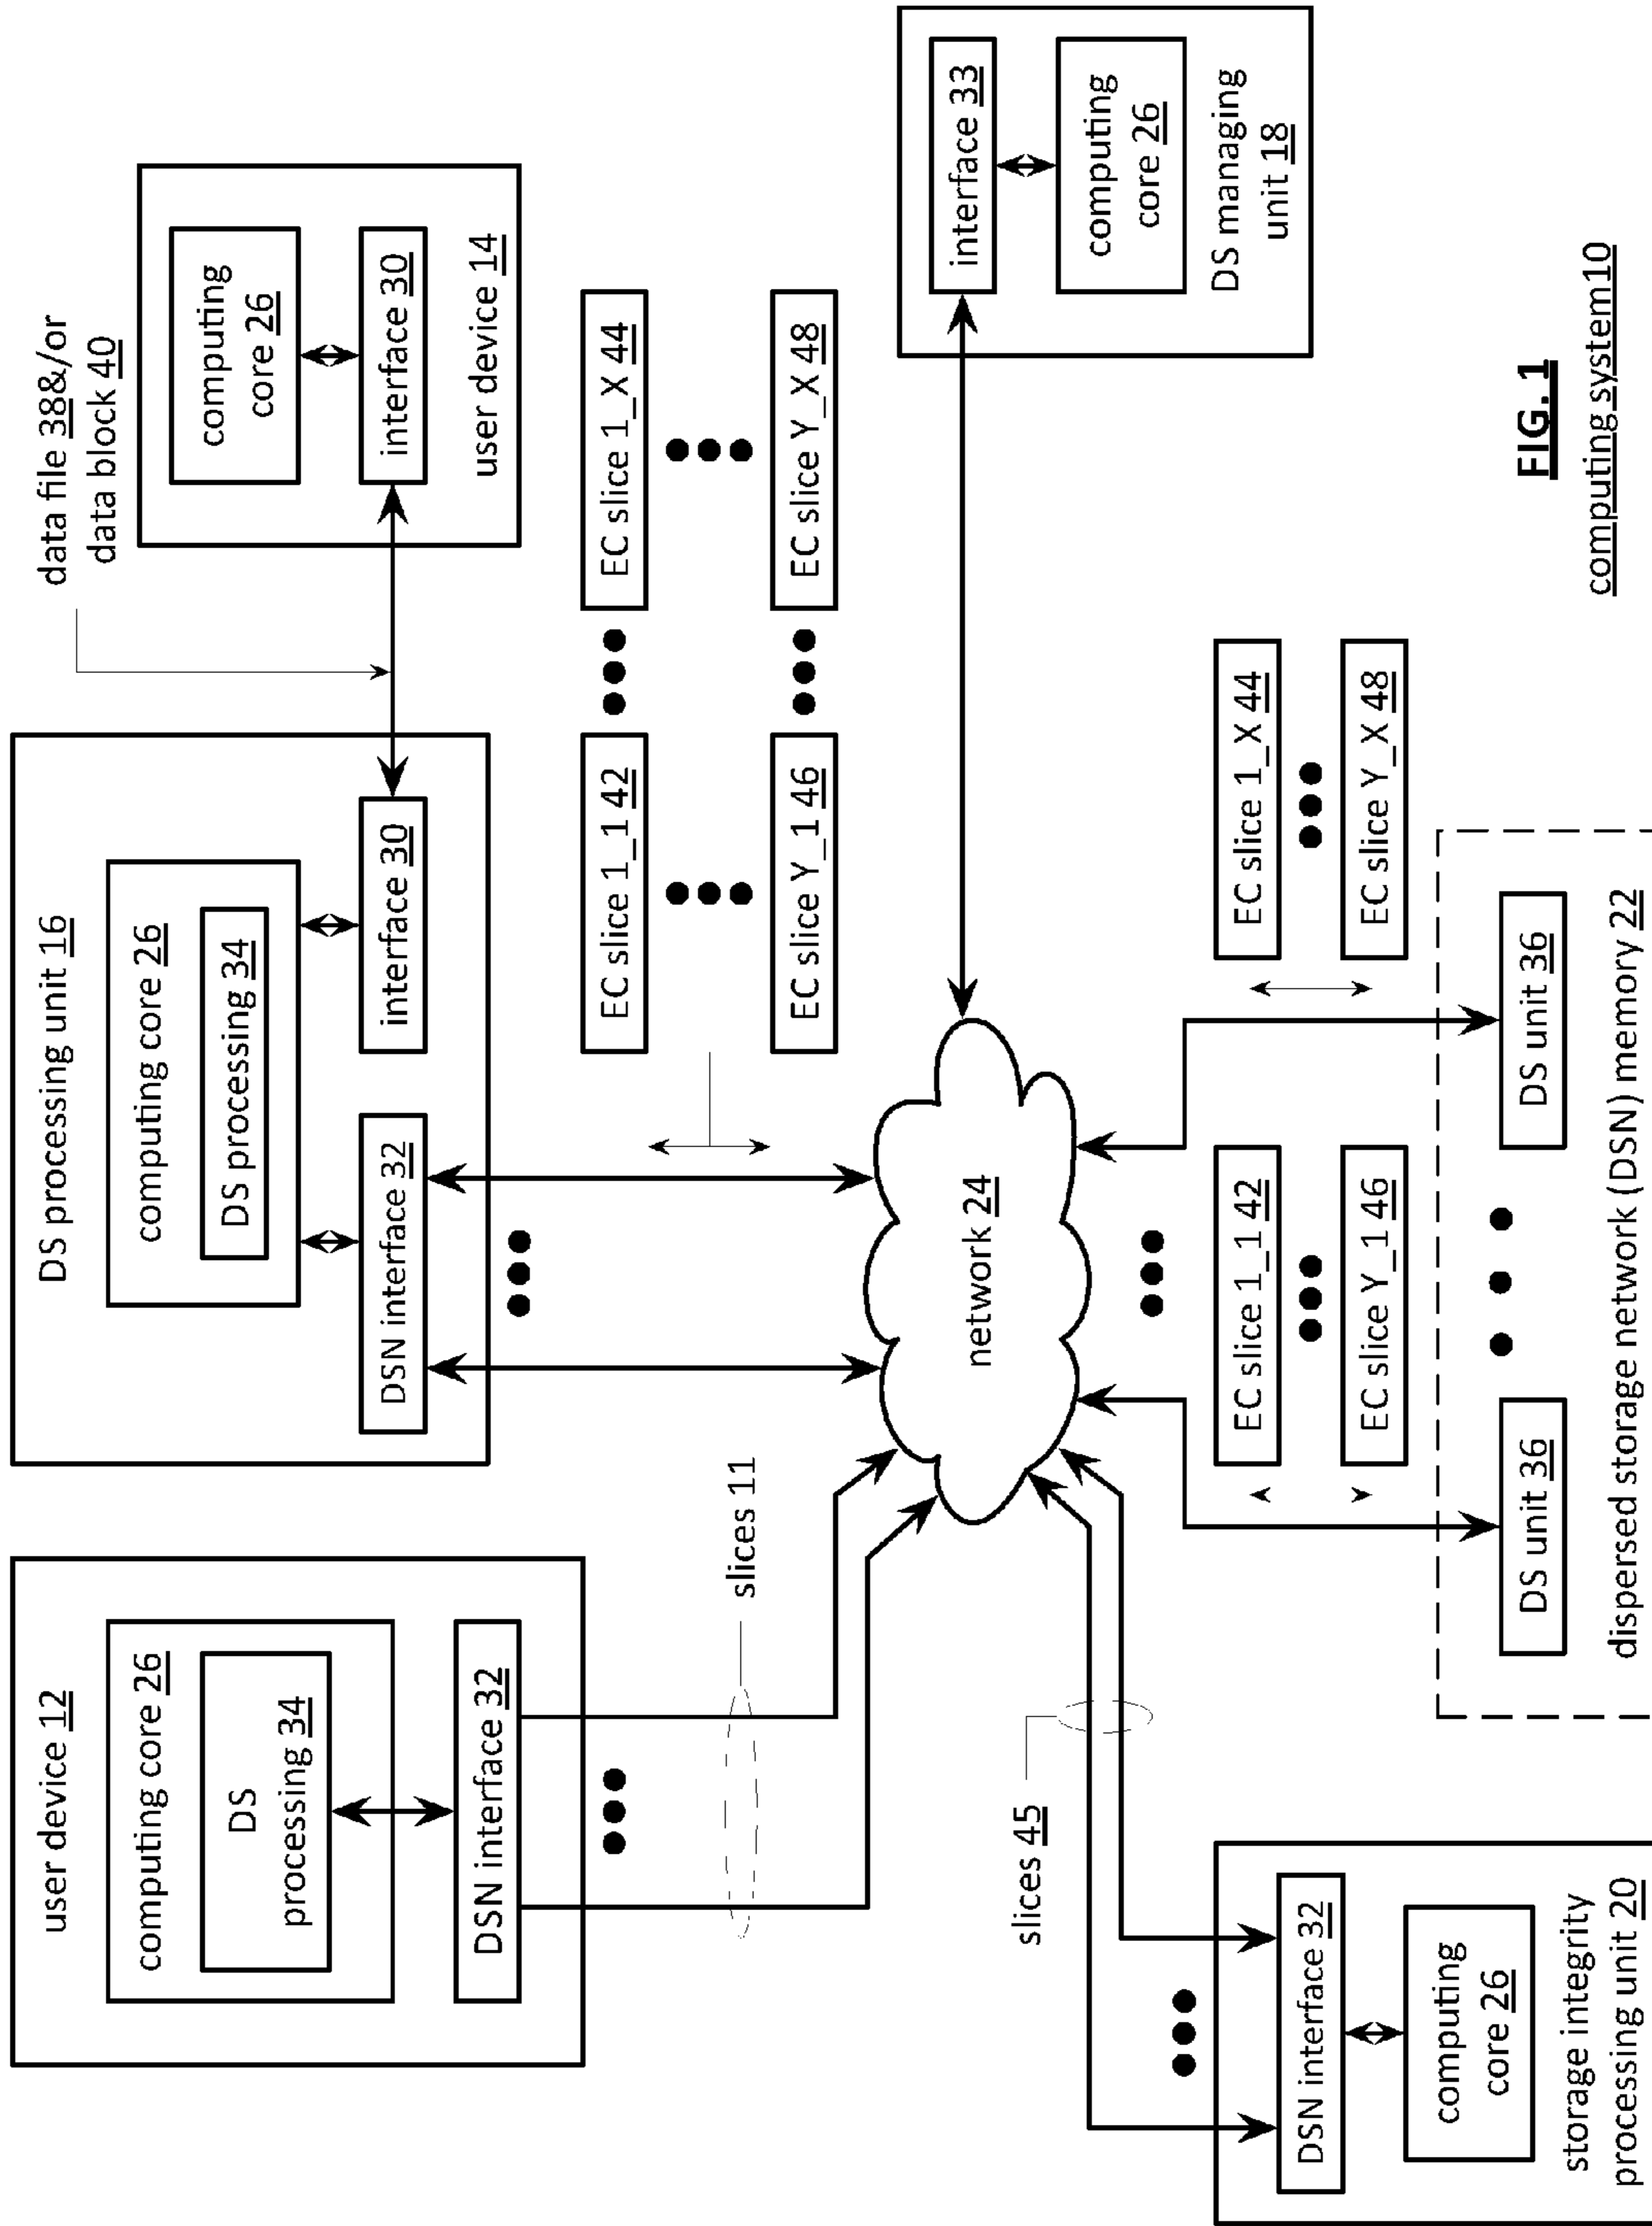 user device 12
computing core 26
DS
processing 34
DSN interface 32
slices 11
DS processing unit 16
computing core 26
DS processing 34
DSN interface 32
interface 30
data file 38&/or
data block 40
computing
core 26
interface 30
user device 14
EC slice 1_1 42
EC slice 1_X 44
EC slice Y_1 46
EC slice Y_X 48
network 24
interface 33
computing
core 26
DS managing
unit 18
slices 45
DSN interface 32
computing
core 26
storage integrity
processing unit 20
EC slice 1_1 42
EC slice Y_1 46
EC slice 1_X 44
EC slice Y_X 48
DS unit 36
DS unit 36
dispersed storage network (DSN) memory 22
FIG. 1
computing system10